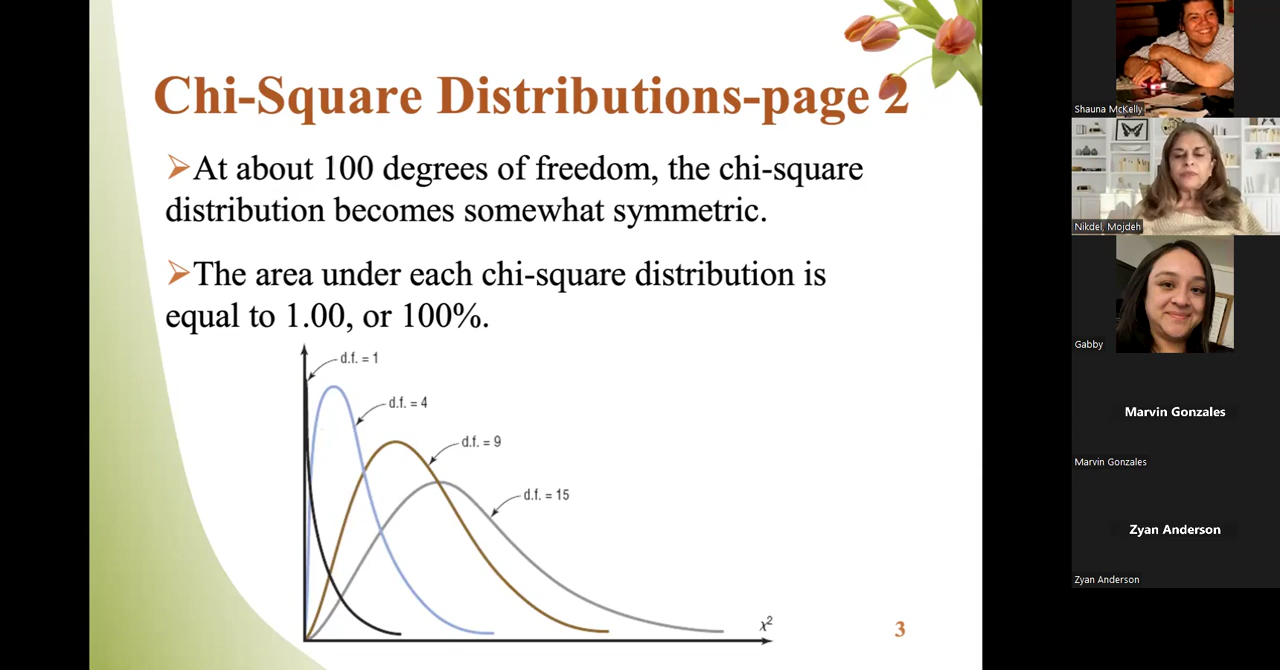 Chi-Square Distributions-page 2
➢At about 100 degrees of freedom, the chi-square
distribution becomes somewhat symmetric.
➢The area under each chi-square distribution is
equal to 1.00, or 100%.
d.f. = 1
d.f. = 4
d.f. = 9
d.f. = 15
χ²
3
Shauna McKelly
Nikdel, Mojdeh
Gabby
Marvin Gonzales
Marvin Gonzales
Zyan Anderson
Zyan Anderson